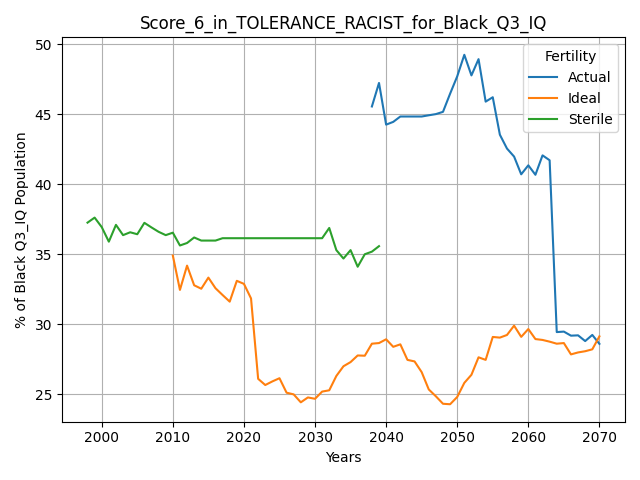 Score_6_in_TOLERANCE_RACIST_for_Black_Q3_IQ
Fertility
Actual
Ideal
Sterile
50
45
40
35
30
25
% of Black Q3_IQ Population
2000 2010 2020 2030 2040 2050 2060 2070
Years